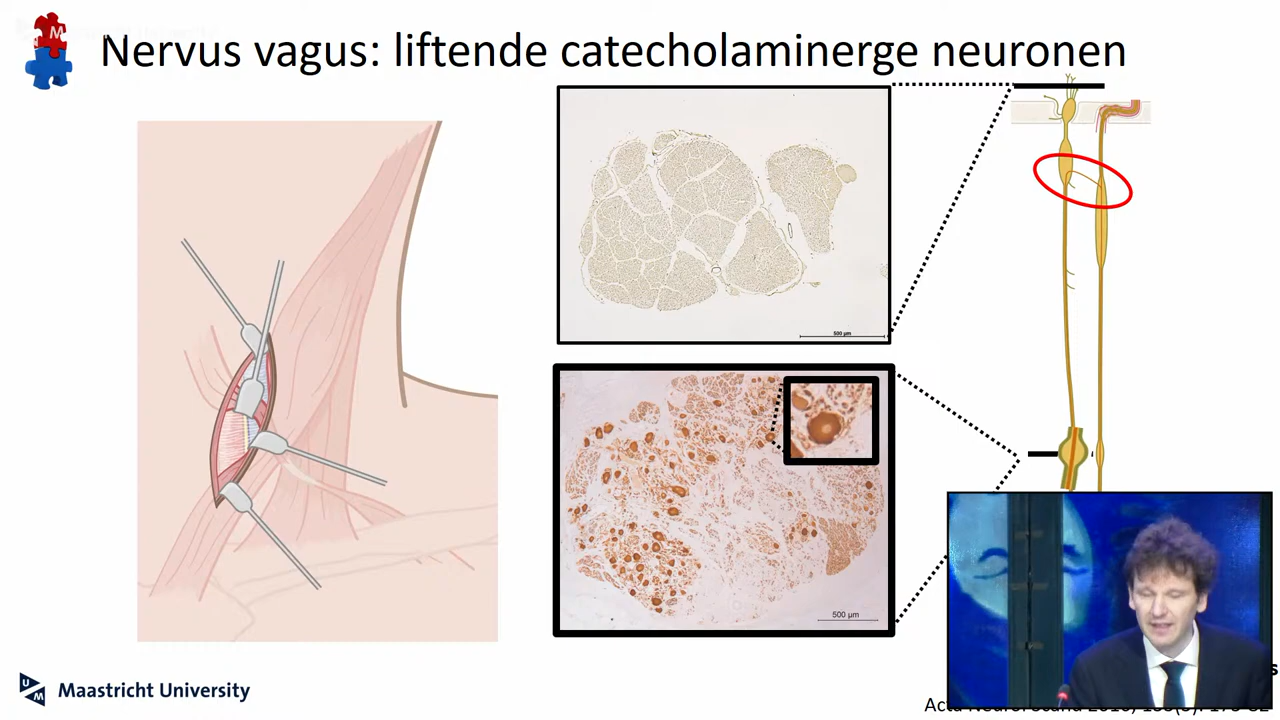 Nervus vagus: liftende catecholaminerge neuronen
500 µm
500 µm
Maastricht University